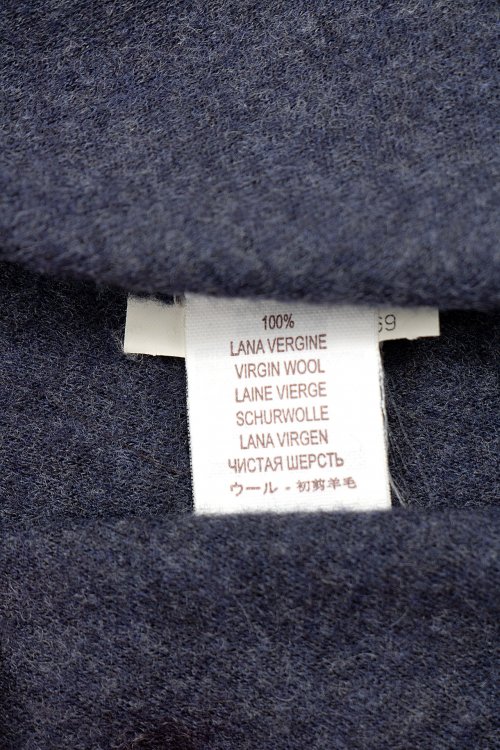 100%
LANA VERGINE
VIRGIN WOOL
LAINE VIERGE
SCHURWOLLE
LANA VIRGEN
ЧИСТАЯ ШЕРСТЬ
ウール - 初剪羊毛
69